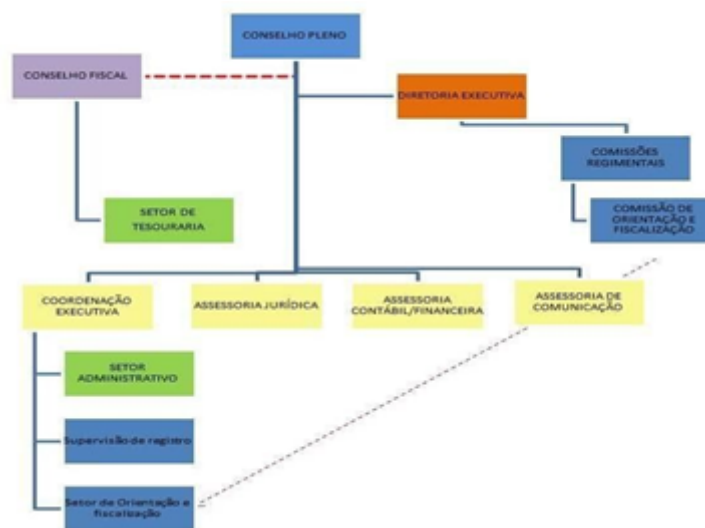 CONSELHO PLENO
CONSELHO FISCAL
DIRETORIA EXECUTIVA
COMISSÕES
REGIMENTAIS
SETOR DE
TESOURARIA
COMISSÃO DE
ORIENTAÇÃO E
FISCALIZAÇÃO
COORDENAÇÃO
EXECUTIVA
ASSESSORIA JURÍDICA
ASSESSORIA
CONTÁBIL/FINANCEIRA
ASSESSORIA DE
COMUNICAÇÃO
SETOR
ADMINISTRATIVO
Supervisão de registro
Setor de Orientação e
fiscalização